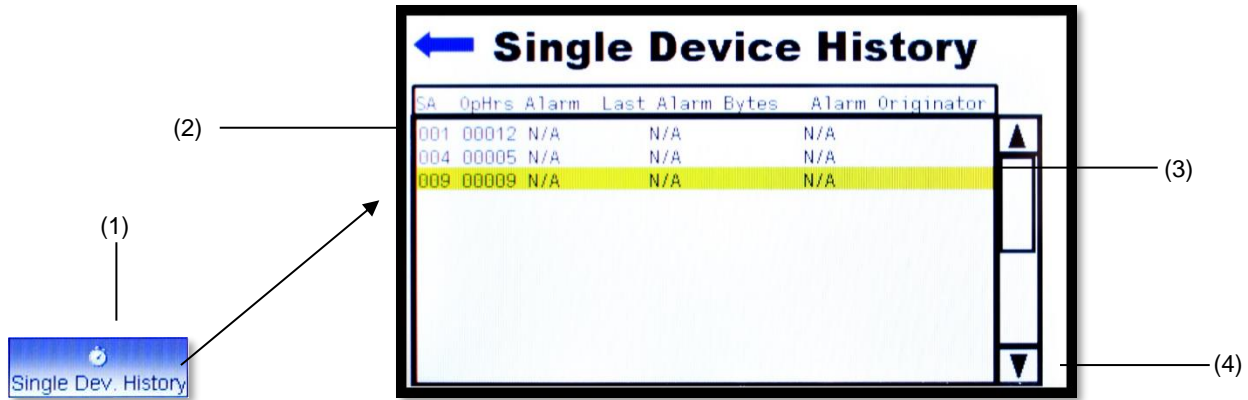 Single Device History
SA OpHrs Alarm Last Alarm Bytes Alarm Originator
(2)
001 00012 N/A N/A N/A
004 00005 N/A N/A N/A
(3)
009 00009 N/A N/A N/A
(1)
Single Dev. History
(4)